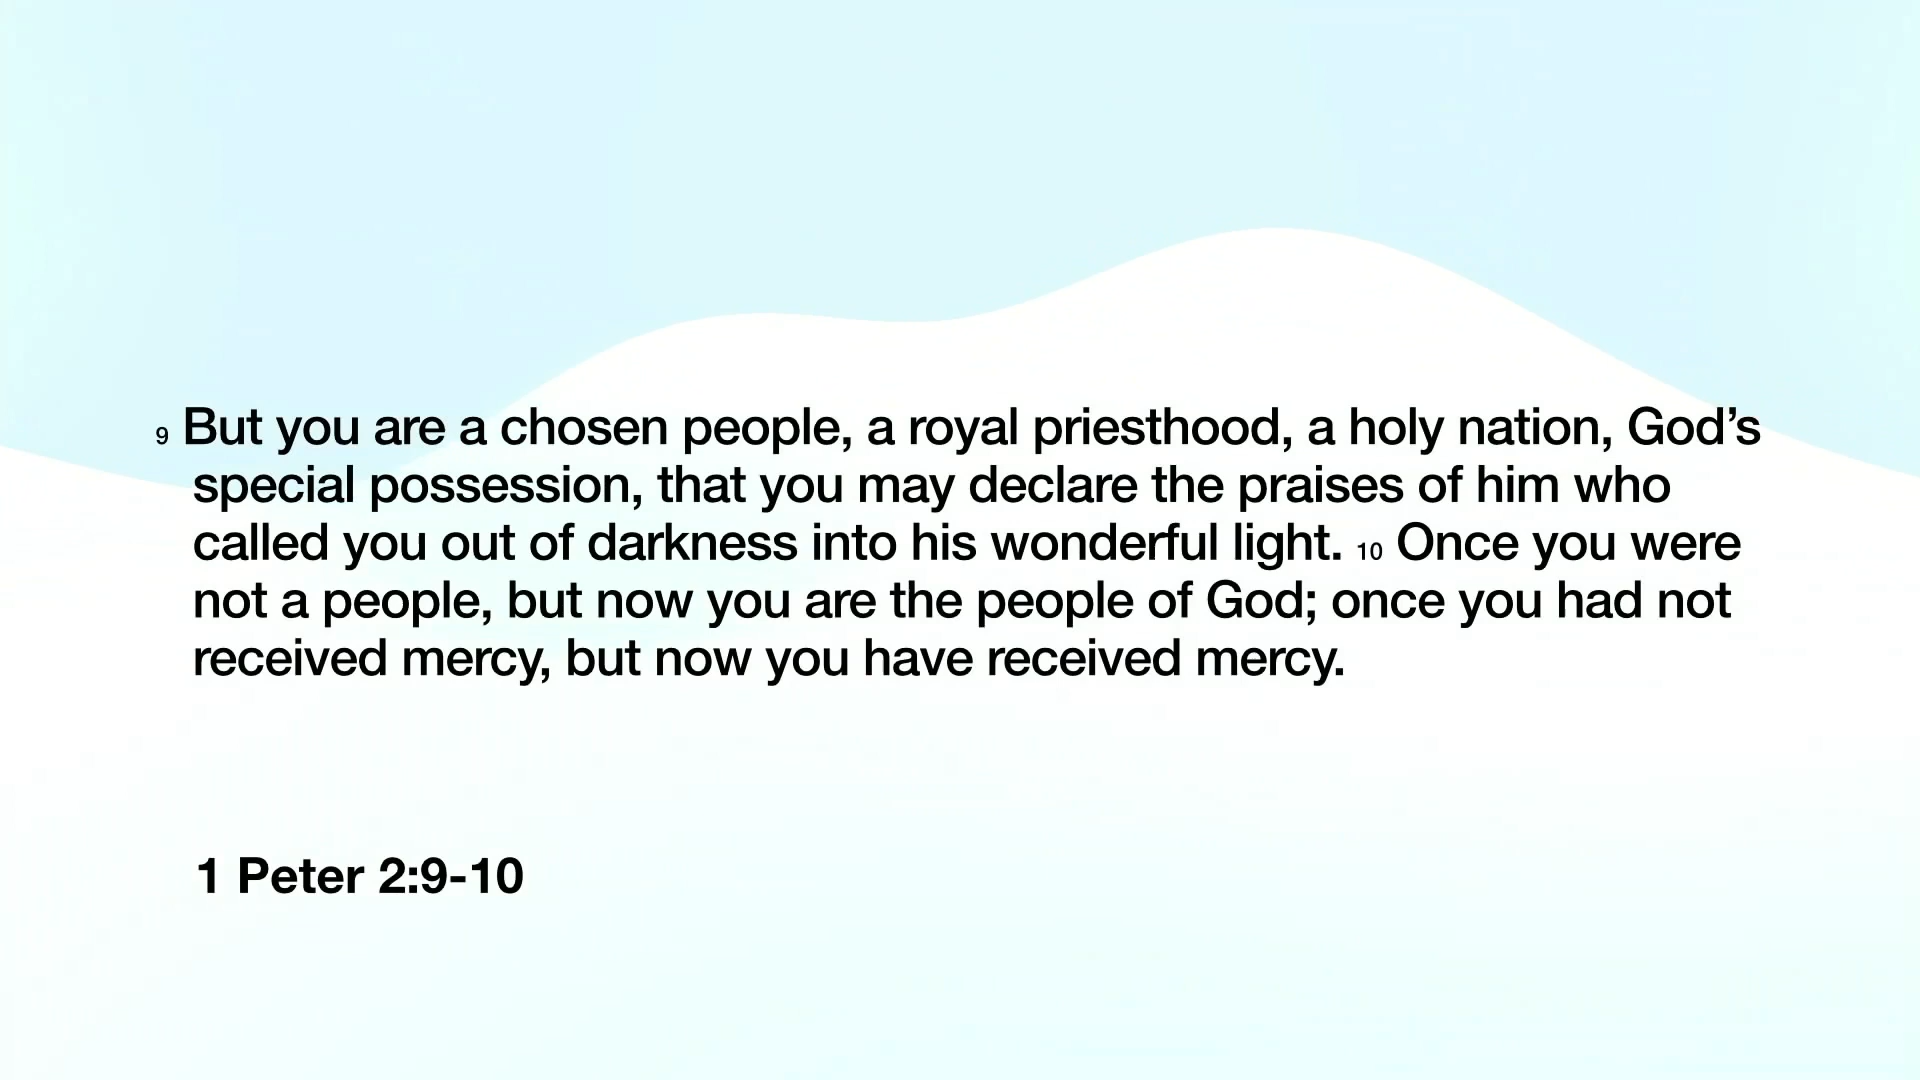 9 But you are a chosen people, a royal priesthood, a holy nation, God’s
special possession, that you may declare the praises of him who
called you out of darkness into his wonderful light. 10 Once you were
not a people, but now you are the people of God; once you had not
received mercy, but now you have received mercy.
1 Peter 2:9-10